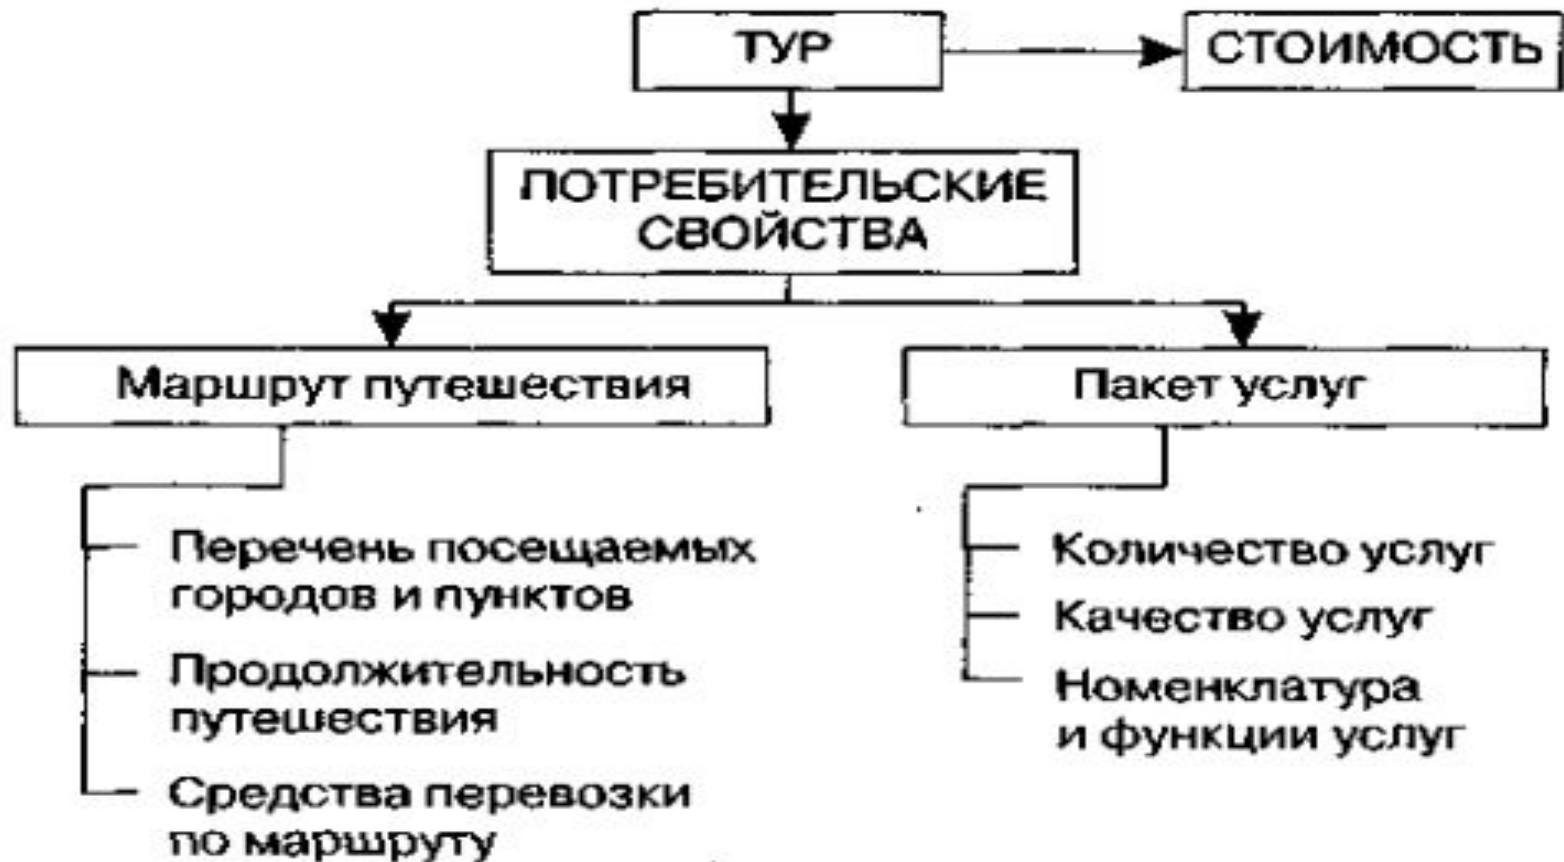 ТУР
СТОИМОСТЬ
ПОТРЕБИТЕЛЬСКИЕ
СВОЙСТВА
Маршрут путешествия
Перечень посещаемых
городов и пунктов
Продолжительность
путешествия
Средства перевозки
по маршруту
Пакет услуг
Количество услуг
Качество услуг
Номенклатура
и функции услуг